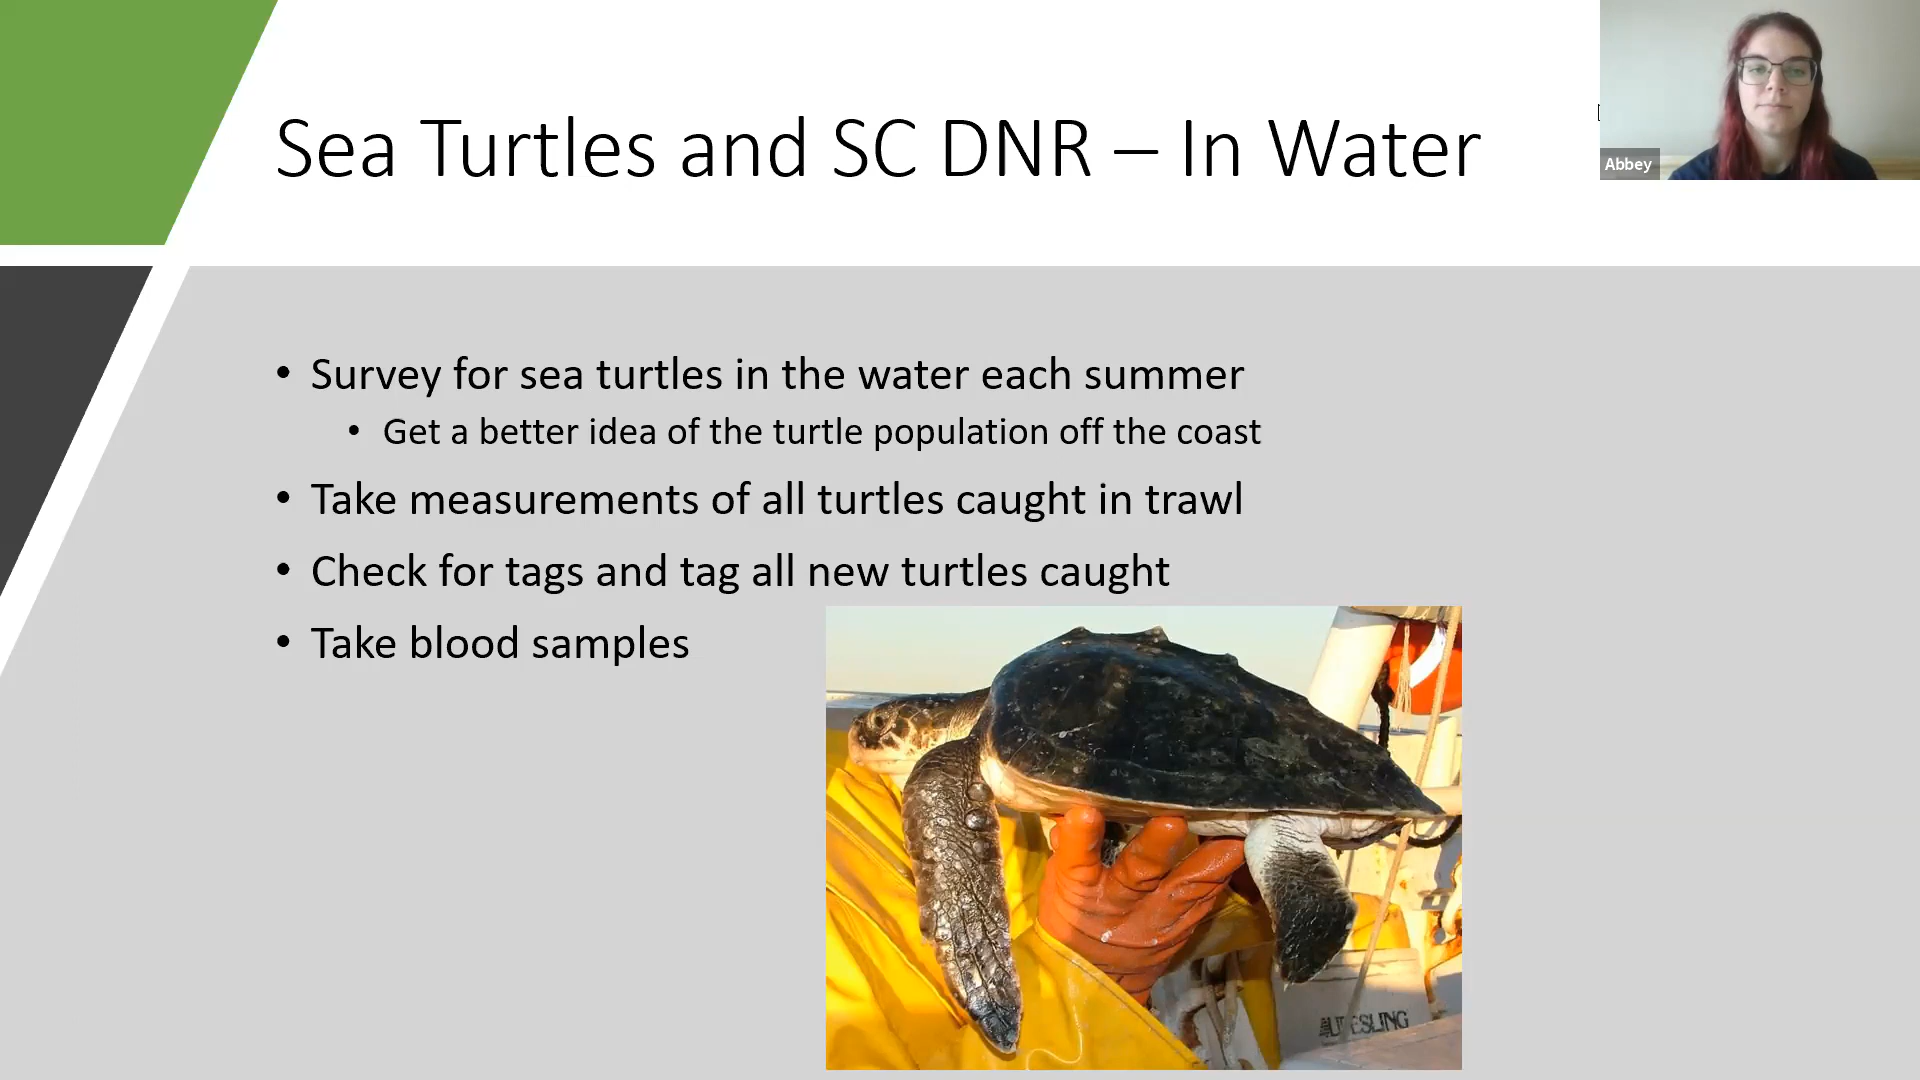 Sea Turtles and SC DNR – In Water
Abbey
• Survey for sea turtles in the water each summer
• Get a better idea of the turtle population off the coast
• Take measurements of all turtles caught in trawl
• Check for tags and tag all new turtles caught
• Take blood samples